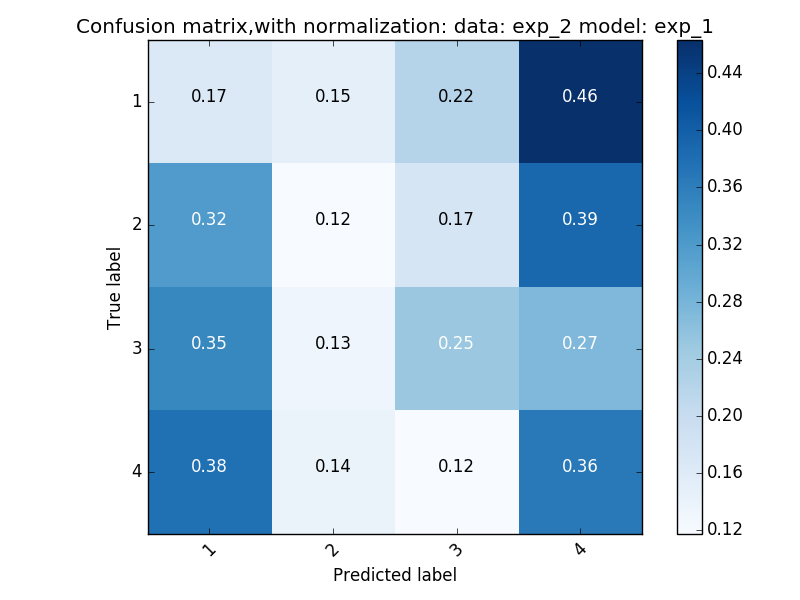 Confusion matrix,with normalization: data: exp_2 model: exp_1
True label
1 0.17 0.15 0.22 0.46
2 0.32 0.12 0.17 0.39
3 0.35 0.13 0.25 0.27
4 0.38 0.14 0.12 0.36
1 2 3 4
Predicted label
0.44
0.40
0.36
0.32
0.28
0.24
0.20
0.16
0.12